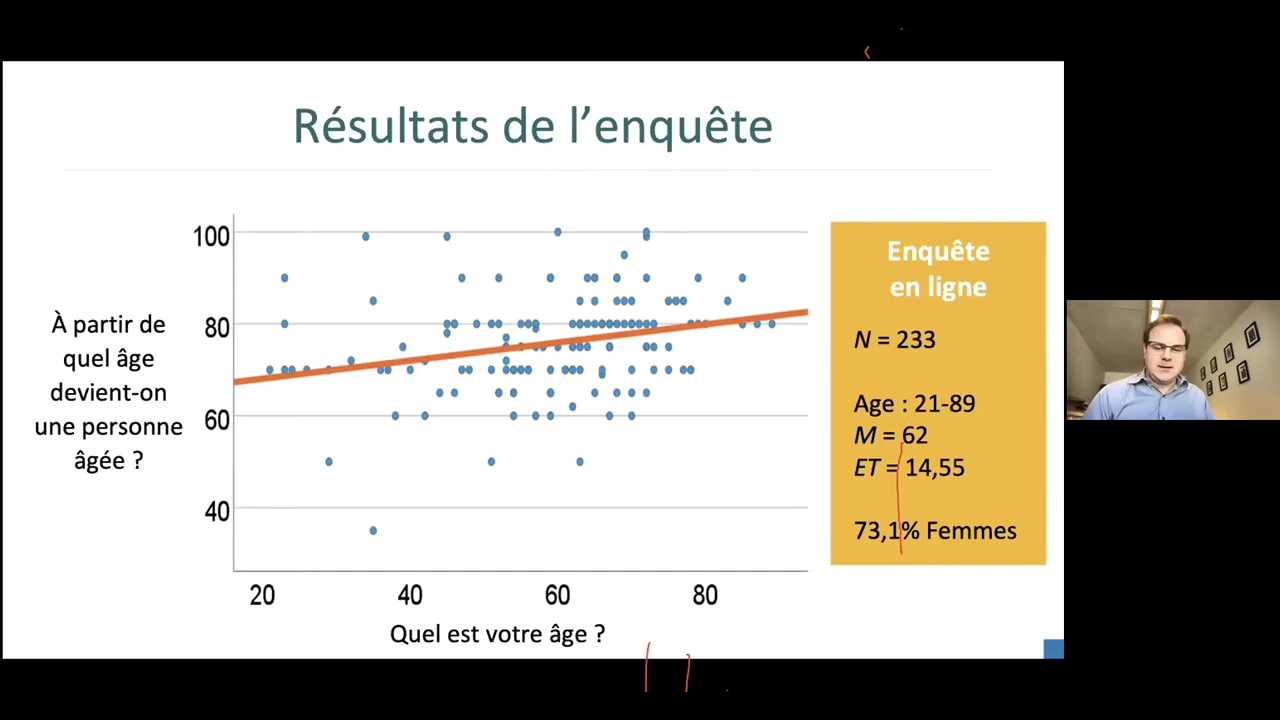 Résultats de l’enquête
À partir de
quel âge
devient-on
une personne
âgée ?
100
80
60
40
20
40
60
80
Quel est votre âge ?
Enquête
en ligne
N = 233
Age : 21-89
M = 62
ET = 14,55
73,1% Femmes